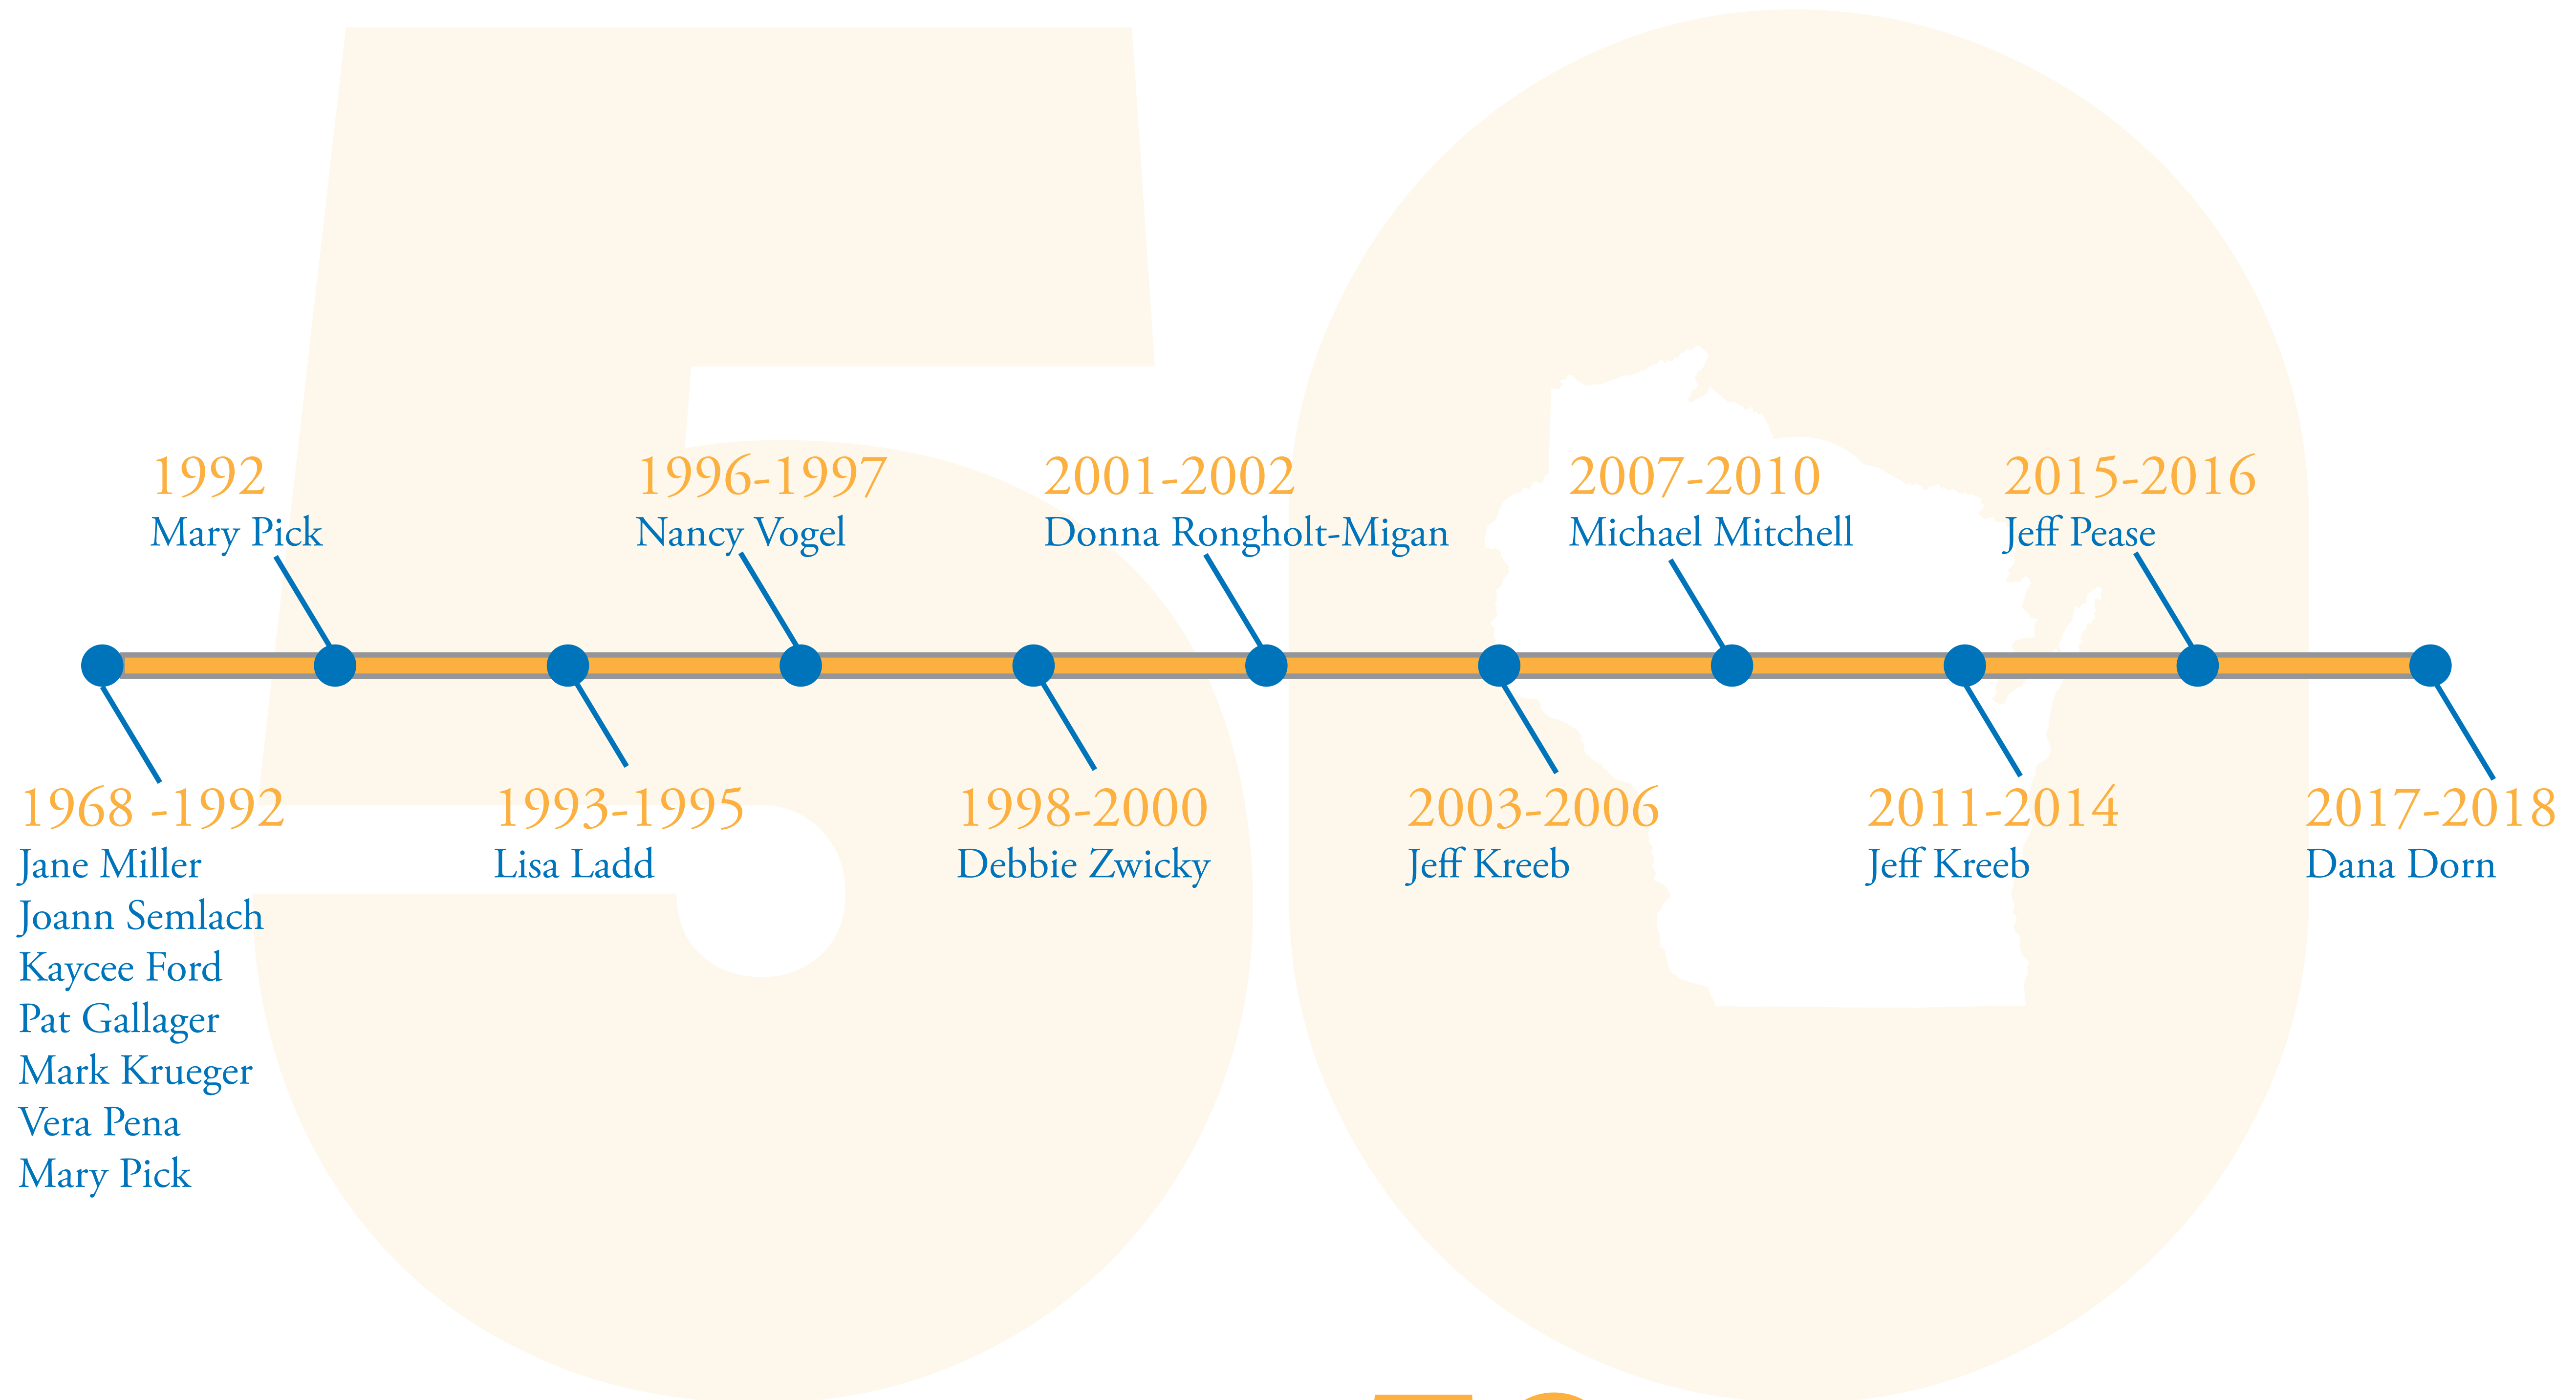 50
1992
Mary Pick
1996-1997
Nancy Vogel
2001-2002
Donna Rongholt-Migan
2007-2010
Michael Mitchell
2015-2016
Jeff Pease
1968 -1992
Jane Miller
Joann Semlach
Kaycee Ford
Pat Gallager
Mark Krueger
Vera Pena
Mary Pick
1993-1995
Lisa Ladd
1998-2000
Debbie Zwicky
2003-2006
Jeff Kreeb
2011-2014
Jeff Kreeb
2017-2018
Dana Dorn